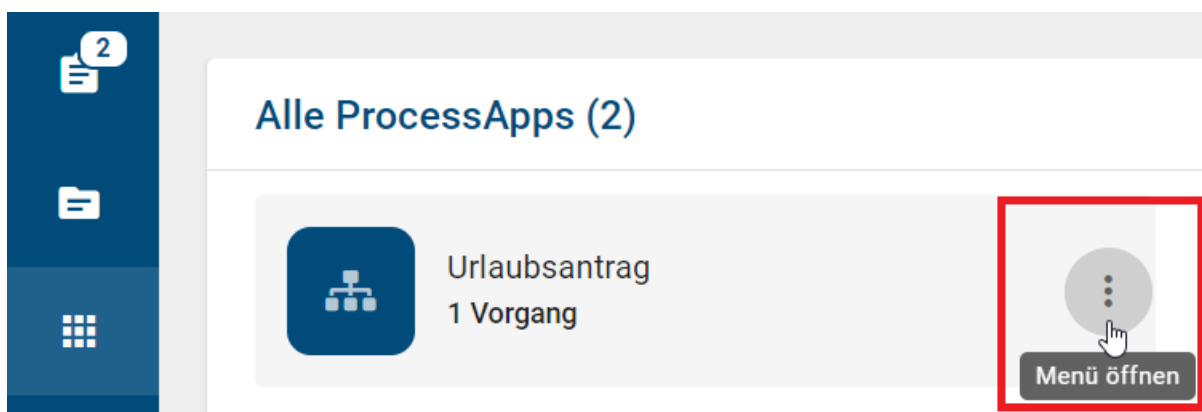 2
Alle ProcessApps (2)
Urlaubsantrag
1 Vorgang
Menü öffnen